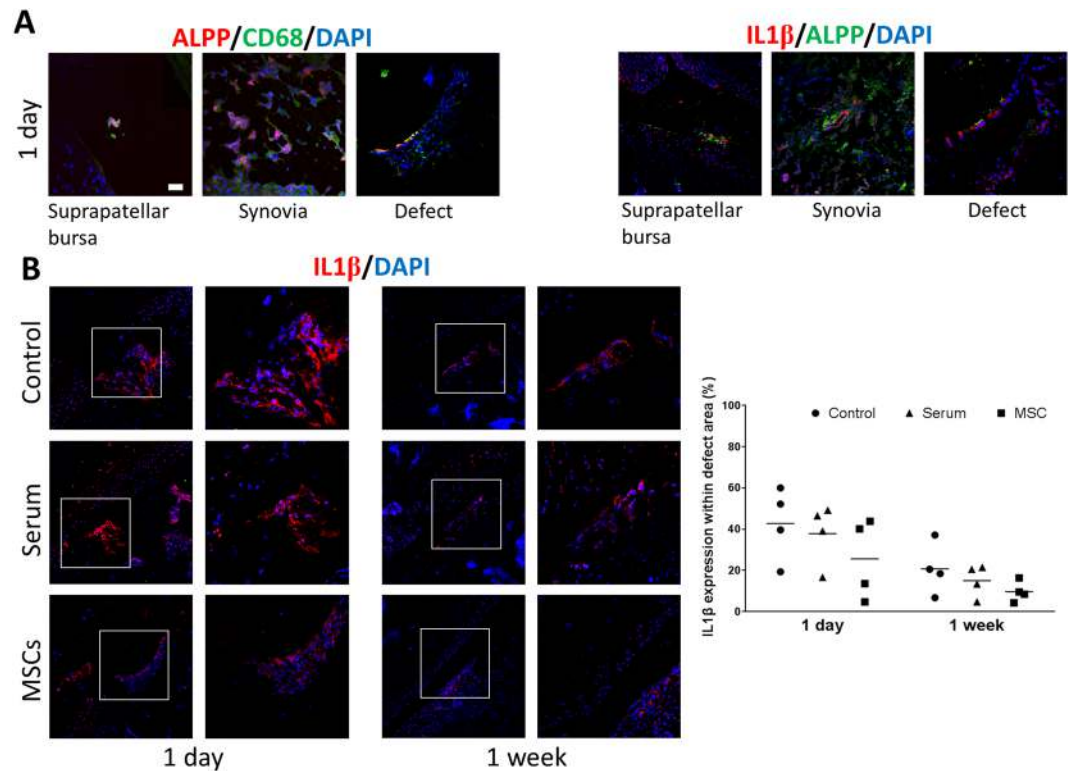 A
ALPP/CD68/DAPI
IL1β/ALPP/DAPI
1 day
Suprapatellar
bursa
Synovia
Defect
Suprapatellar
bursa
Synovia
Defect
B
IL1β/DAPI
Control
Serum
MSCs
1 day
1 week
IL1β expression within defect area (%)
100
80
60
40
20
0
Control
Serum
MSC
1 day
1 week